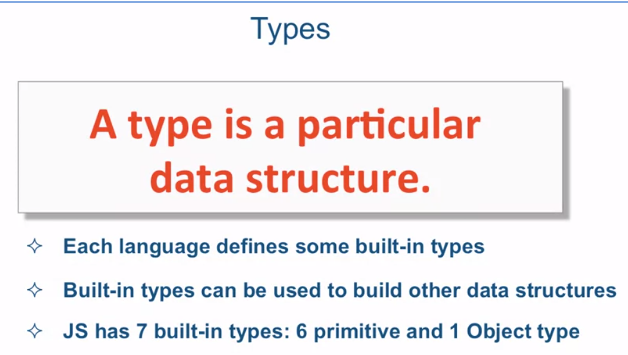 Types
A type is a particular
data structure.
Each language defines some built-in types
Built-in types can be used to build other data structures
JS has 7 built-in types: 6 primitive and 1 Object type